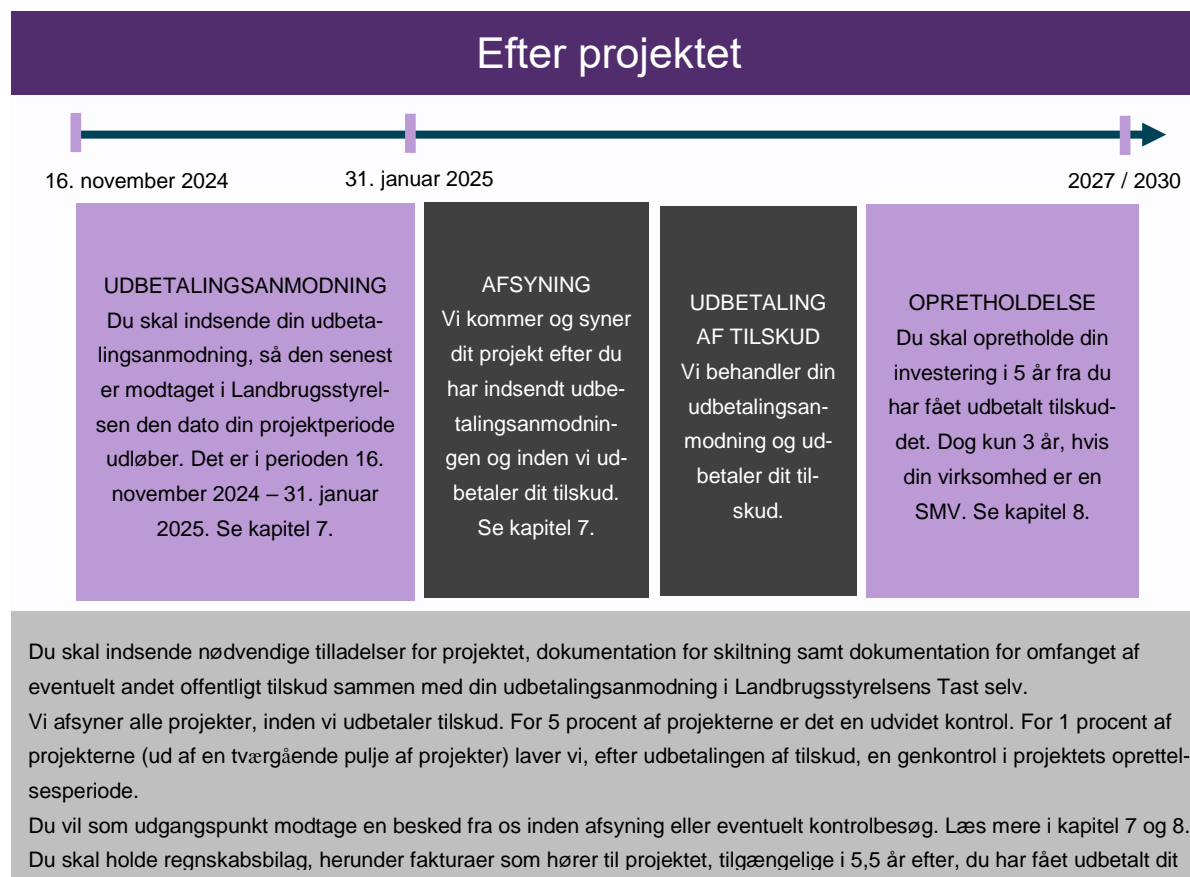 Efter projektet
16. november 2024
31. januar 2025
2027 / 2030
UDBETALINGSANMODNING
Du skal indsende din udbeta-
lingsanmodning, så den senest
er modtaget i Landbrugsstyrel-
sen den dato din projektperiode
udløber. Det er i perioden 16.
november 2024 – 31. januar
2025. Se kapitel 7.
AFSYNING
Vi kommer og syner
dit projekt efter du
har indsendt udbe-
talingsanmodnin-
gen og inden vi ud-
betaler dit tilskud.
Se kapitel 7.
UDBETALING
AF TILSKUD
Vi behandler din
udbetalingsan-
modning og ud-
betaler dit til-
skud.
OPRETHOLDELSE
Du skal opretholde din
investering i 5 år fra du
har fået udbetalt tilskud-
det. Dog kun 3 år, hvis
din virksomhed er en
SMV. Se kapitel 8.
Du skal indsende nødvendige tilladelser for projektet, dokumentation for skiltning samt dokumentation for omfanget af
eventuelt andet offentligt tilskud sammen med din udbetalingsanmodning i Landbrugsstyrelsens Tast selv.
Vi afsyner alle projekter, inden vi udbetaler tilskud. For 5 procent af projekterne er det en udvidet kontrol. For 1 procent af
projekterne (ud af en tværgående pulje af projekter) laver vi, efter udbetalingen af tilskud, en genkontrol i projektets oprettel-
sesperiode.
Du vil som udgangspunkt modtage en besked fra os inden afsyning eller eventuelt kontrolbesøg. Læs mere i kapitel 7 og 8.
Du skal holde regnskabsbilag, herunder fakturaer som hører til projektet, tilgængelige i 5,5 år efter, du har fået udbetalt dit